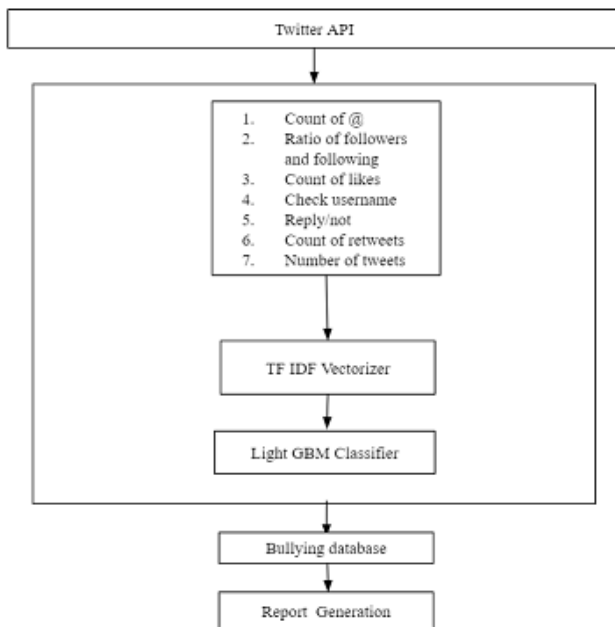 Twitter API
1. Count of @
2. Ratio of followers
and following
3. Count of likes
4. Check username
5. Reply/not
6. Count of retweets
7. Number of tweets
TF IDF Vectorizer
Light GBM Classifier
Bullying database
Report Generation